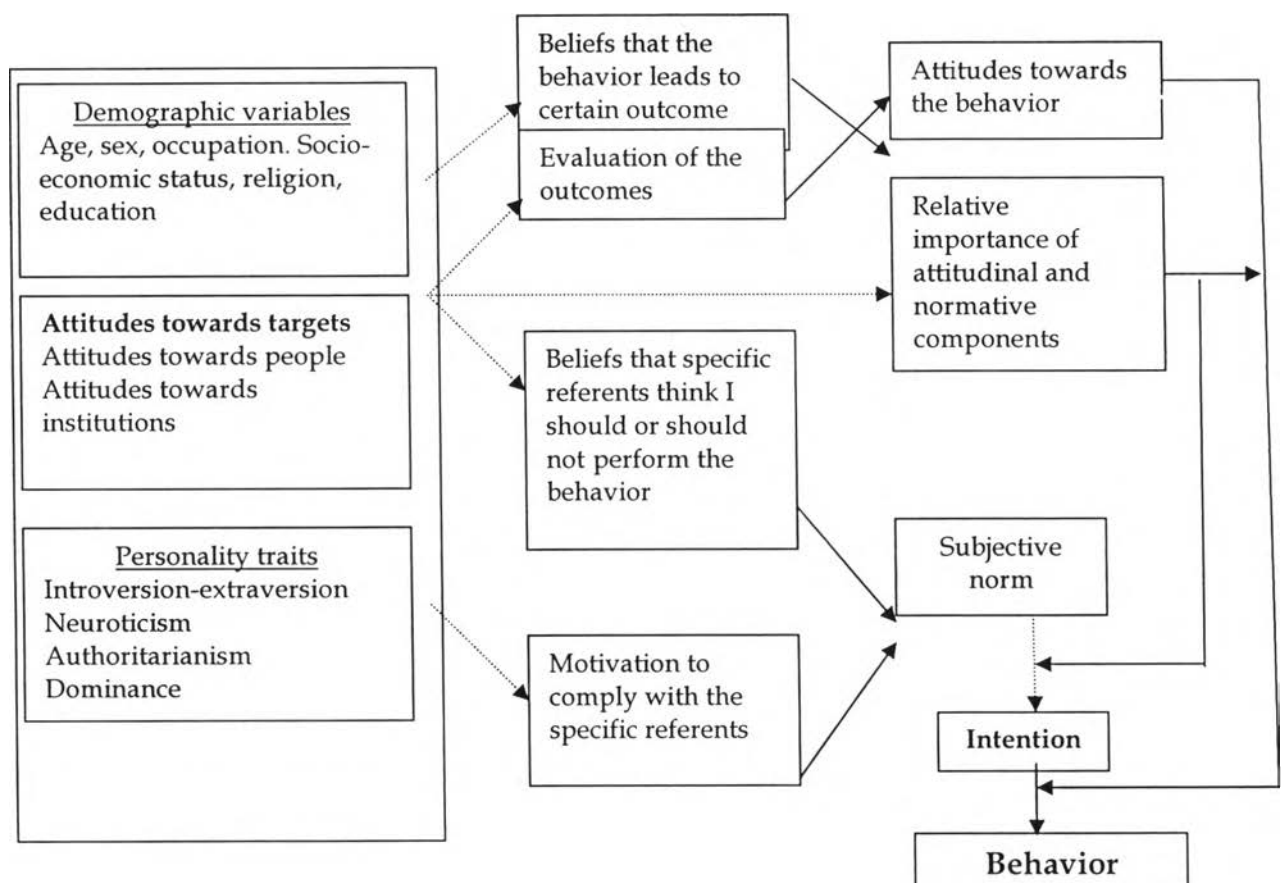 Demographic variables
Age, sex, occupation. Socio-
economic status, religion,
education
Attitudes towards targets
Attitudes towards people
Attitudes towards
institutions
Personality traits
Introversion-extraversion
Neuroticism
Authoritarianism
Dominance
Beliefs that the
behavior leads to
certain outcome
Evaluation of the
outcomes
Beliefs that specific
referents think I
should or should
not perform the
behavior
Motivation to
comply with the
specific referents
Attitudes towards
the behavior
Relative
importance of
attitudinal and
normative
components
Subjective
norm
Intention
Behavior